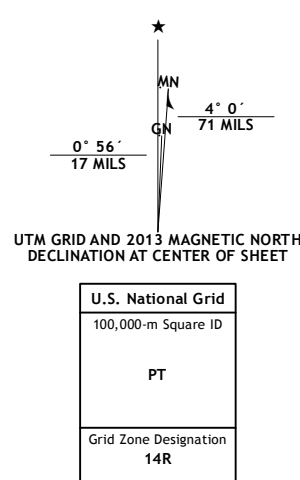 ★
MN
4° 0´
71 MILS
GN
0° 56´
17 MILS
UTM GRID AND 2013 MAGNETIC NORTH
DECLINATION AT CENTER OF SHEET
U.S. National Grid
100,000-m Square ID
PT
Grid Zone Designation
14R